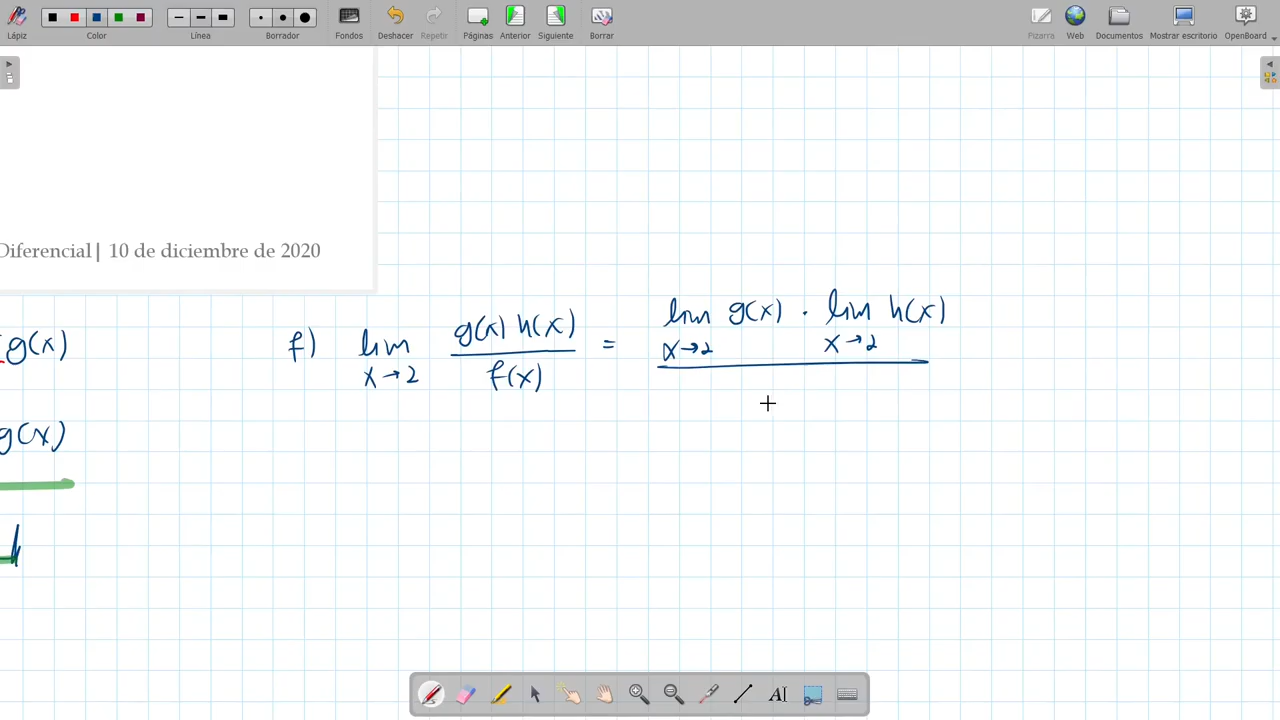 Lápiz Color Línea Borrador Fondos Deshacer Repetir Páginas Anterior Siguiente Borrar Pizarra Web Documentos Mostrar escritorio OpenBoard
Diferencial| 10 de diciembre de 2020
g(x)
g(x)
f) lim x→2 g(x) h(x) / f(x) = lim x→2 g(x) · lim x→2 h(x)
AI